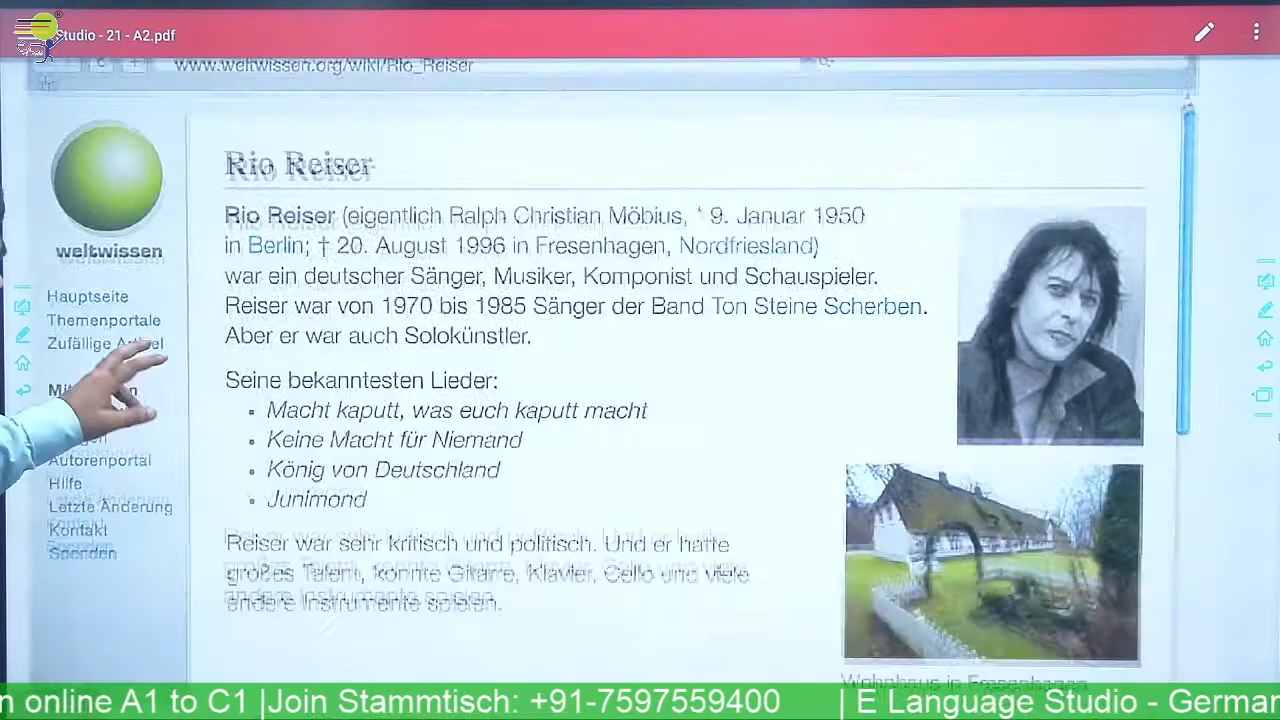 Studio - 21 - A2.pdf
www.weltwissen.org/wiki/Rio_Reiser
Rio Reiser
Rio Reiser (eigentlich Ralph Christian Möbius, * 9. Januar 1950
in Berlin; † 20. August 1996 in Fresenhagen, Nordfriesland)
war ein deutscher Sänger, Musiker, Komponist und Schauspieler.
Reiser war von 1970 bis 1985 Sänger der Band Ton Steine Scherben.
Aber er war auch Solokünstler.
Seine bekanntesten Lieder:
• Macht kaputt, was euch kaputt macht
• Keine Macht für Niemand
• König von Deutschland
• Junimond
Reiser war sehr kritisch und politisch. Und er hatte
großes Talent, konnte Gitarre, Klavier, Cello und viele
andere Instrumente spielen.
Wohnhaus in Fresenhagen
weltwissen
Hauptseite
Themenportale
Zufällige
Autorenportal
Hilfe
Letzte Änderung
Kontakt
Spenden
n online A1 to C1 |Join Stammtisch: +91-7597559400 | E Language Studio - German